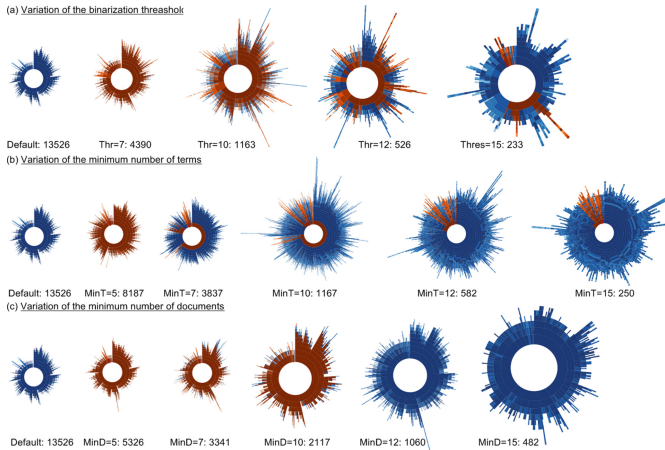 (a) Variation of the binarization threashold
Default: 13526 Thr=7: 4390 Thr=10: 1163 Thr=12: 526 Thres=15: 233
(b) Variation of the minimum number of terms
Default: 13526 MinT=5: 8187 MinT=7: 3837 MinT=10: 1167 MinT=12: 582 MinT=15: 250
(c) Variation of the minimum number of documents
Default: 13526 MinD=5: 5326 MinD=7: 3341 MinD=10: 2117 MinD=12: 1060 MinD=15: 482